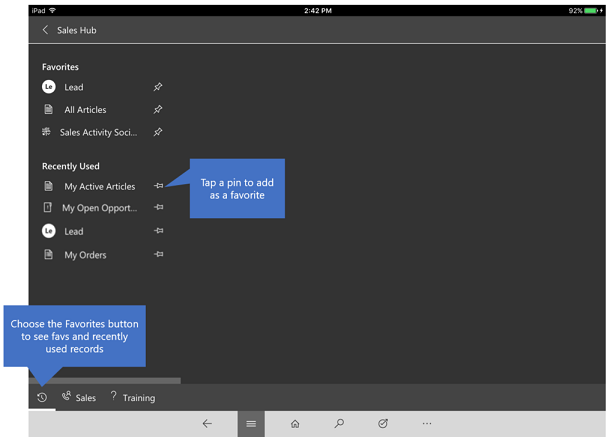 iPad 2:42 PM 92%
Sales Hub
Favorites
Le Lead
All Articles
Sales Activity Soci...
Recently Used
My Active Articles
My Open Opport...
Le Lead
My Orders
Tap a pin to add
as a favorite
Choose the Favorites button
to see favs and recently
used records
Sales ? Training